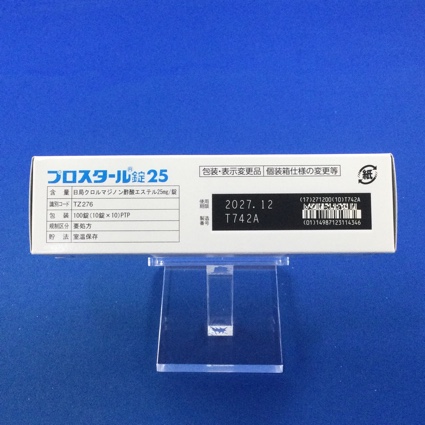 プロスタール®錠25
含 量 日局クロルマジノン酢酸エステル25mg/錠
識別コード TZ276
包 装 100錠(10錠×10)PTP
規制区分 要処方
貯 法 室温保存
包装・表示変更品 個装箱仕様の変更等
紙
使用期限 2027.12
製造番号 T742A
(17)271200(10)T742A
(01)14987123114346